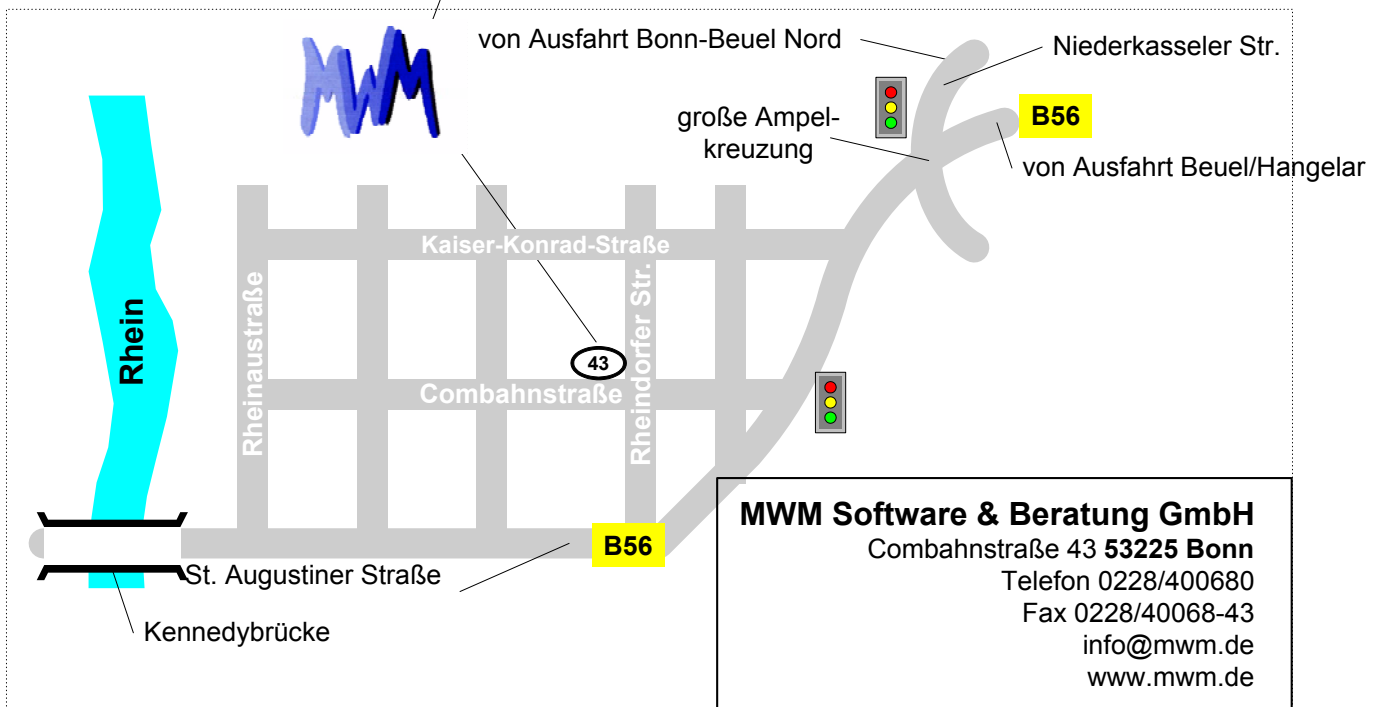 MWM
von Ausfahrt Bonn-Beuel Nord
Niederkasseler Str.
große Ampel-
kreuzung
B56
von Ausfahrt Beuel/Hangelar
Kaiser-Konrad-Straße
Rhein
Rheinaustraße
Rheindorfer Str.
43
Combahnstraße
B56
St. Augustiner Straße
Kennedybrücke
MWM Software & Beratung GmbH
Combahnstraße 43 53225 Bonn
Telefon 0228/400680
Fax 0228/40068-43
info@mwm.de
www.mwm.de